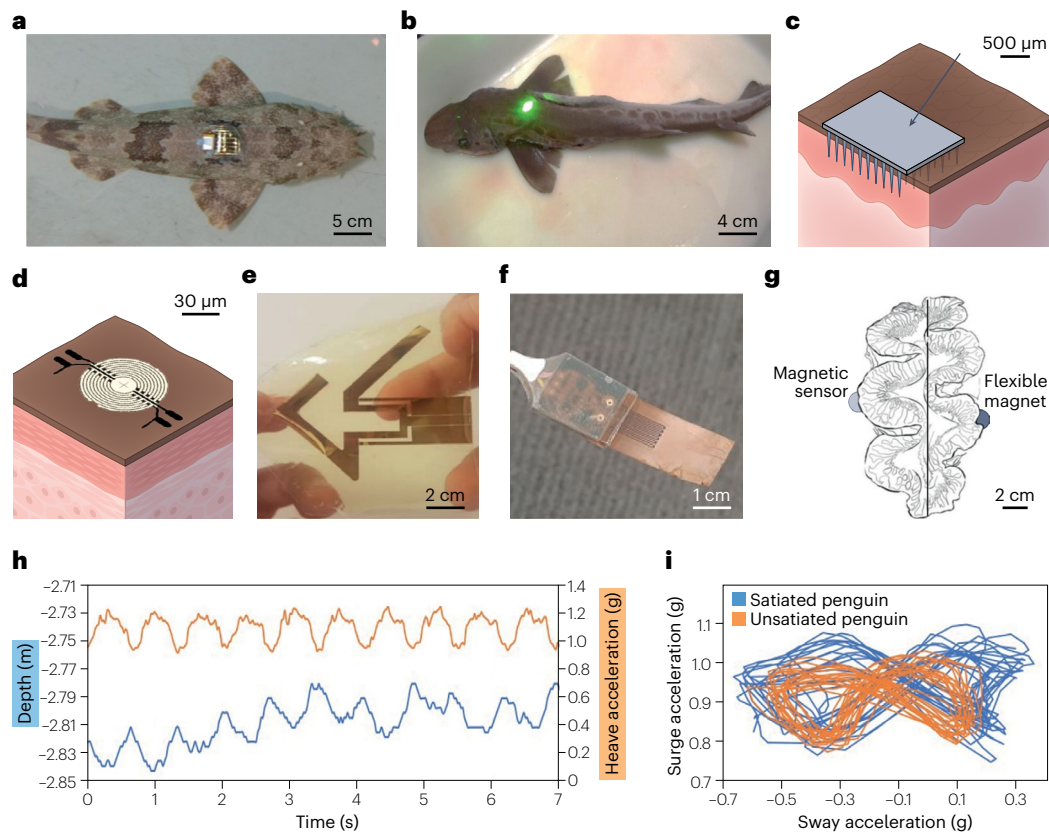 a
5 cm
b
4 cm
c
500 µm
d
30 µm
e
2 cm
f
1 cm
g
Magnetic
sensor
Flexible
magnet
2 cm
h
Depth (m)
−2.71
−2.73
−2.75
−2.77
−2.79
−2.81
−2.83
−2.85
0
1
2
3
4
5
6
7
Time (s)
1.4
1.2
1.0
0.8
0.6
0.4
0.2
0
Heave acceleration (g)
i
Satiated penguin
Unsatiated penguin
Surge acceleration (g)
1.1
1.0
0.9
0.8
0.7
−0.7
−0.5
−0.3
−0.1
0.1
0.3
Sway acceleration (g)